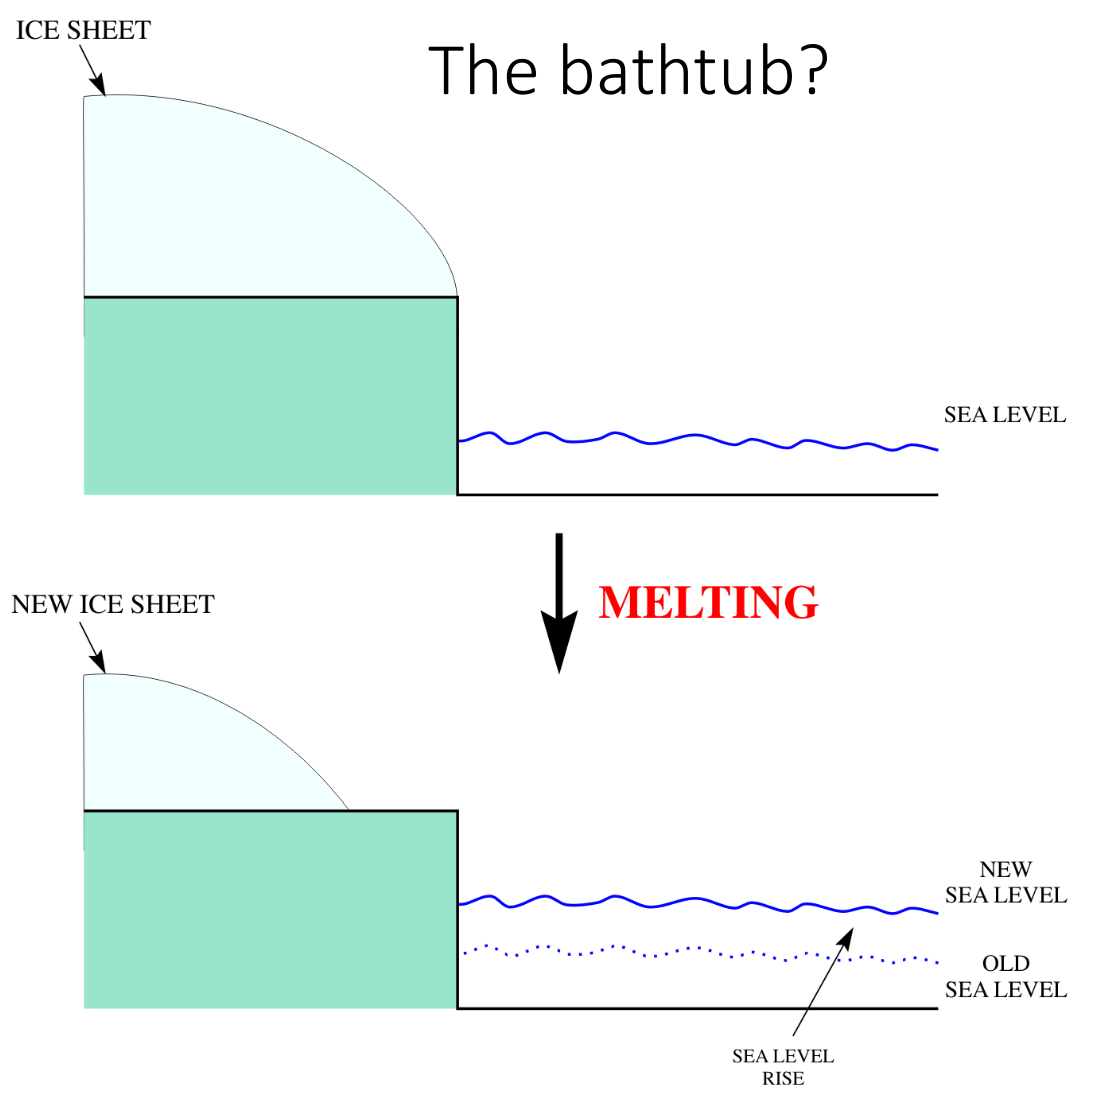 ICE SHEET
The bathtub?
SEA LEVEL
MELTING
NEW ICE SHEET
NEW
SEA LEVEL
OLD
SEA LEVEL
SEA LEVEL
RISE